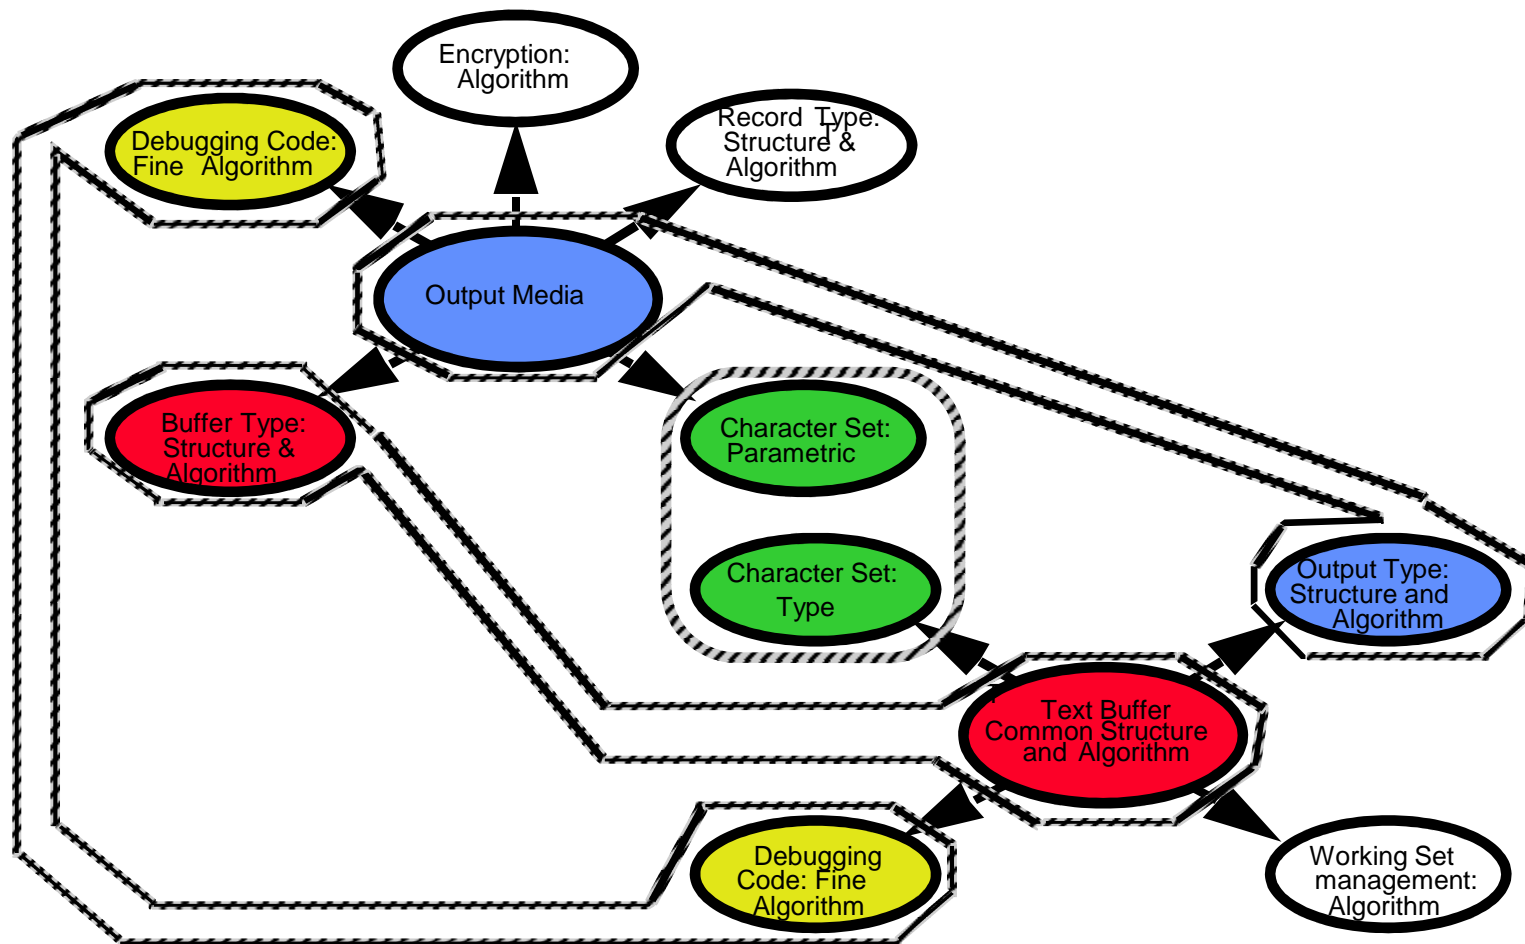 Encryption:
Algorithm
Record Type:
Structure &
Algorithm
Debugging Code:
Fine Algorithm
Output Media
Buffer Type:
Structure &
Algorithm
Character Set:
Parametric
Character Set:
Type
Output Type:
Structure and
Algorithm
Text Buffer
Common Structure
and Algorithm
Debugging
Code: Fine
Algorithm
Working Set
management:
Algorithm